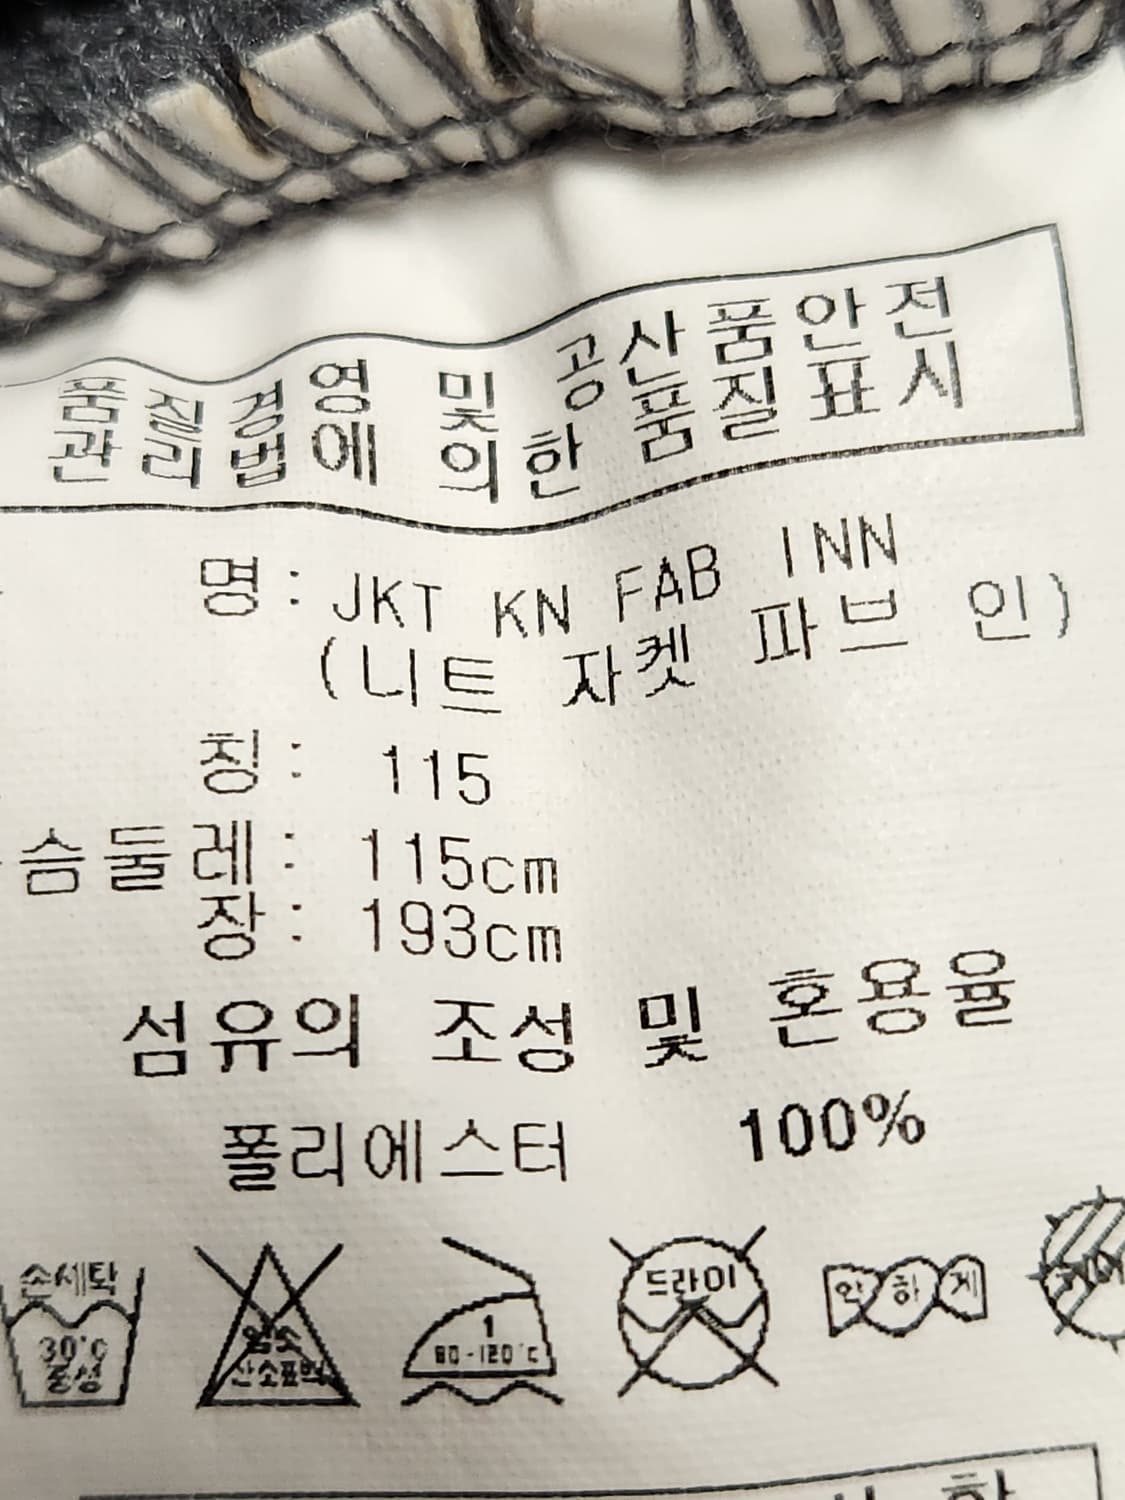 품질경영 및 공산품안전
관리법에 의한 품질표시
명: JKT KN FAB INN
(니트 자켓 파브 인)
칭: 115
슴둘레: 115cm
장: 193cm
섬유의 조성 및 혼용율
폴리에스터 100%
손세탁 30°c 중성
염소 산소표백
1 80-120°c
드라이
약하게